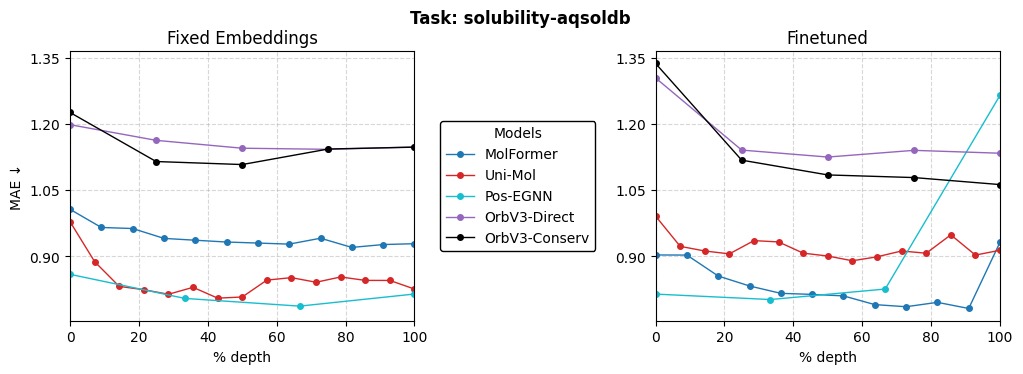 Task: solubility-aqsoldb
Fixed Embeddings
MAE ↓
1.35
1.20
1.05
0.90
0 20 40 60 80 100
% depth
Models
MolFormer
Uni-Mol
Pos-EGNN
OrbV3-Direct
OrbV3-Conserv
Finetuned
1.35
1.20
1.05
0.90
0 20 40 60 80 100
% depth